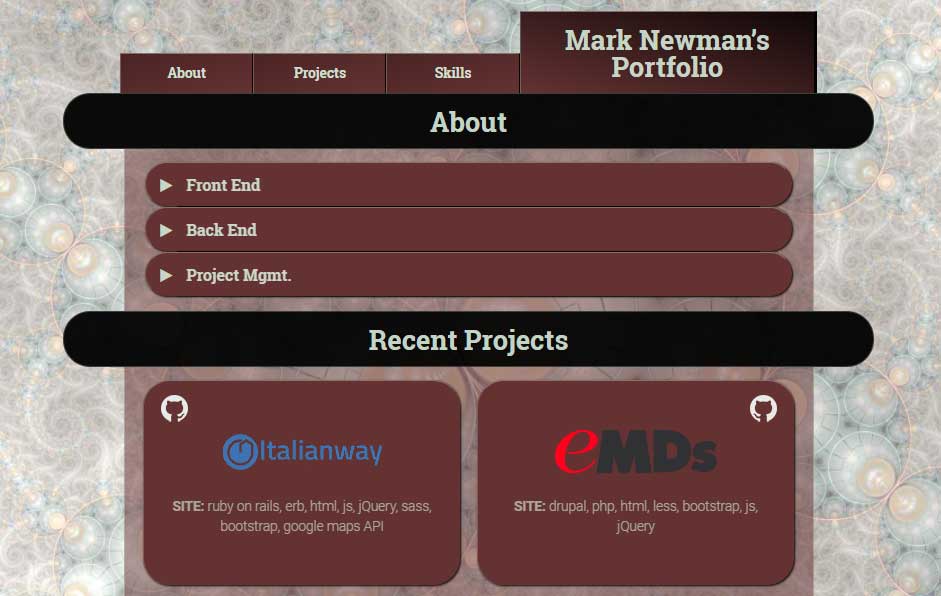 About
Projects
Skills
Mark Newman’s
Portfolio
About
Front End
Back End
Project Mgmt.
Recent Projects
Italianway
SITE: ruby on rails, erb, html, js, jQuery, sass,
bootstrap, google maps API
eMDs
SITE: drupal, php, html, less, bootstrap, js,
jQuery